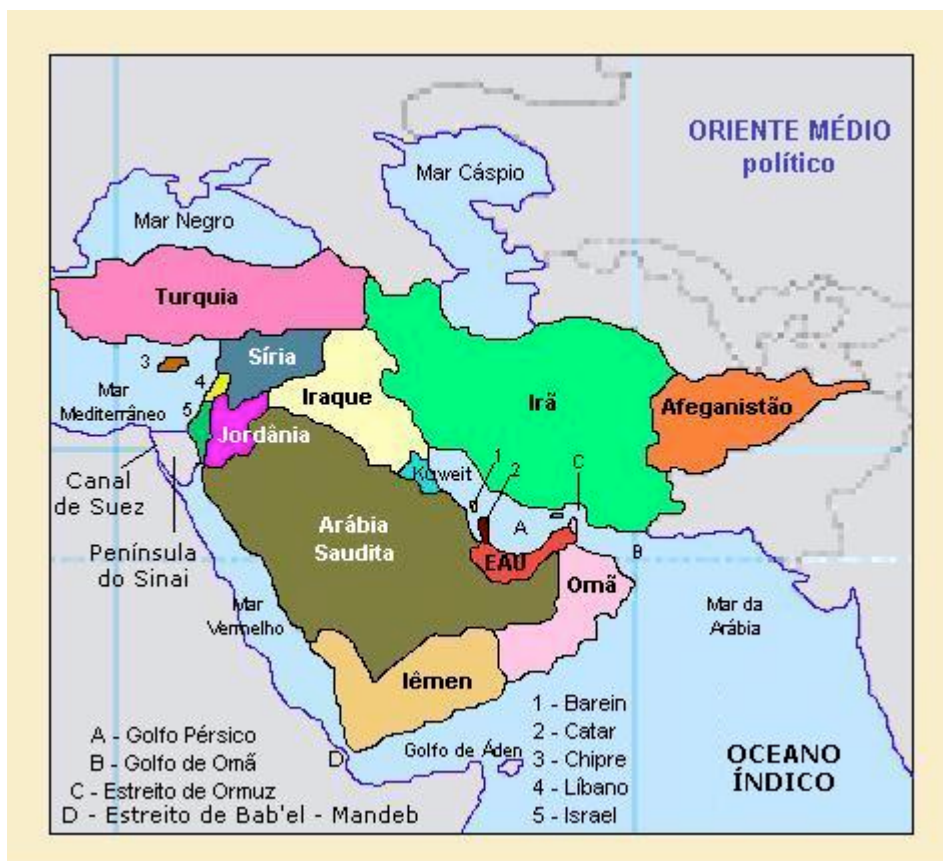 ORIENTE MÉDIO
político
Mar Cáspio
Mar Negro
Turquia
3
Síria
4
Mar
Mediterrâneo
5
Iraque
Irã
Afeganistão
Jordânia
Kuweit
1
2
C
Canal
de Suez
Arábia
Saudita
A
B
Península
do Sinai
EAU
Omã
Mar
Vermelho
Mar da
Arábia
Iêmen
D
Golfo de Áden
A - Golfo Pérsico
B - Golfo de Omã
C - Estreito de Ormuz
D - Estreito de Bab'el - Mandeb
1 - Barein
2 - Catar
3 - Chipre
4 - Líbano
5 - Israel
OCEANO
ÍNDICO